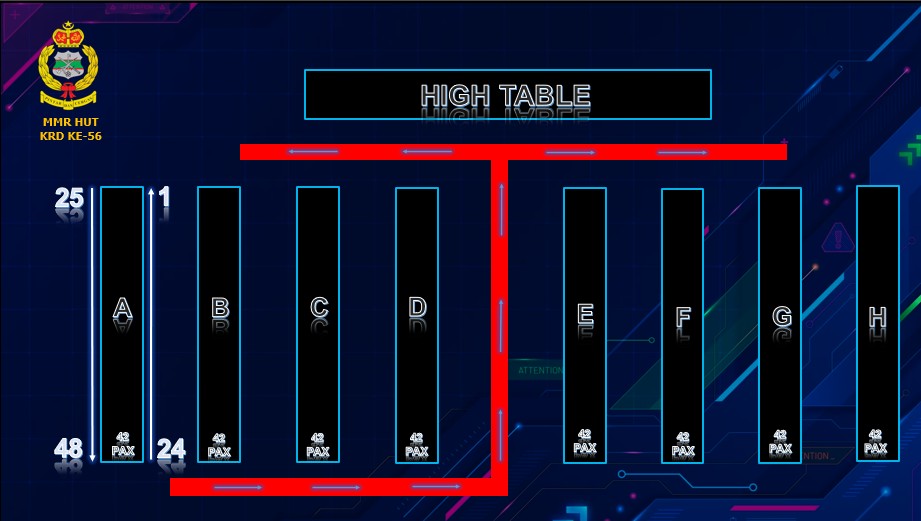 HIGH TABLE
MMR HUT
KRD KE-56
25
1
A
B
C
D
E
F
G
H
ATTENTION
42
PAX
42
PAX
42
PAX
42
PAX
42
PAX
42
PAX
42
PAX
42
PAX
48
24